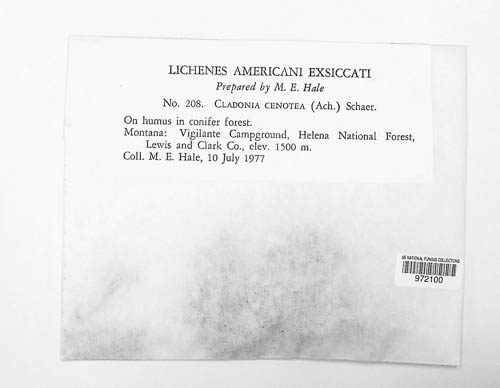 LICHENES AMERICANI EXSICCATI
Prepared by M. E. Hale
No. 208. CLADONIA CENOTEA (Ach.) Schaer.
On humus in conifer forest.
Montana: Vigilante Campground, Helena National Forest,
Lewis and Clark Co., elev. 1500 m.
Coll. M. E. Hale, 10 July 1977
US NATIONAL FUNGUS COLLECTIONS
972100